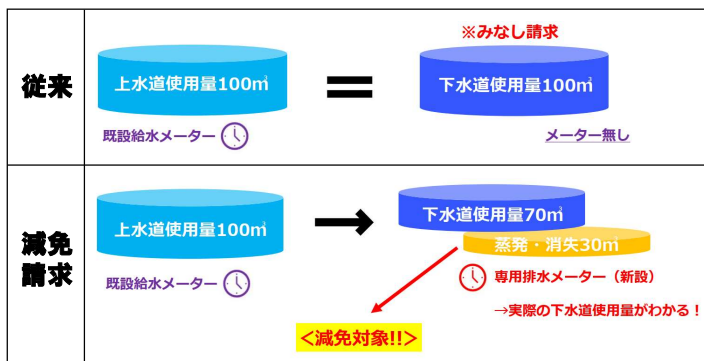 従来
※みなし請求
上水道使用量100㎥
＝
下水道使用量100㎥
既設給水メーター
メーター無し
減免
請求
上水道使用量100㎥
→
下水道使用量70㎥
蒸発・消失30㎥
既設給水メーター
専用排水メーター（新設）
→実際の下水道使用量がわかる！
＜減免対象!!＞